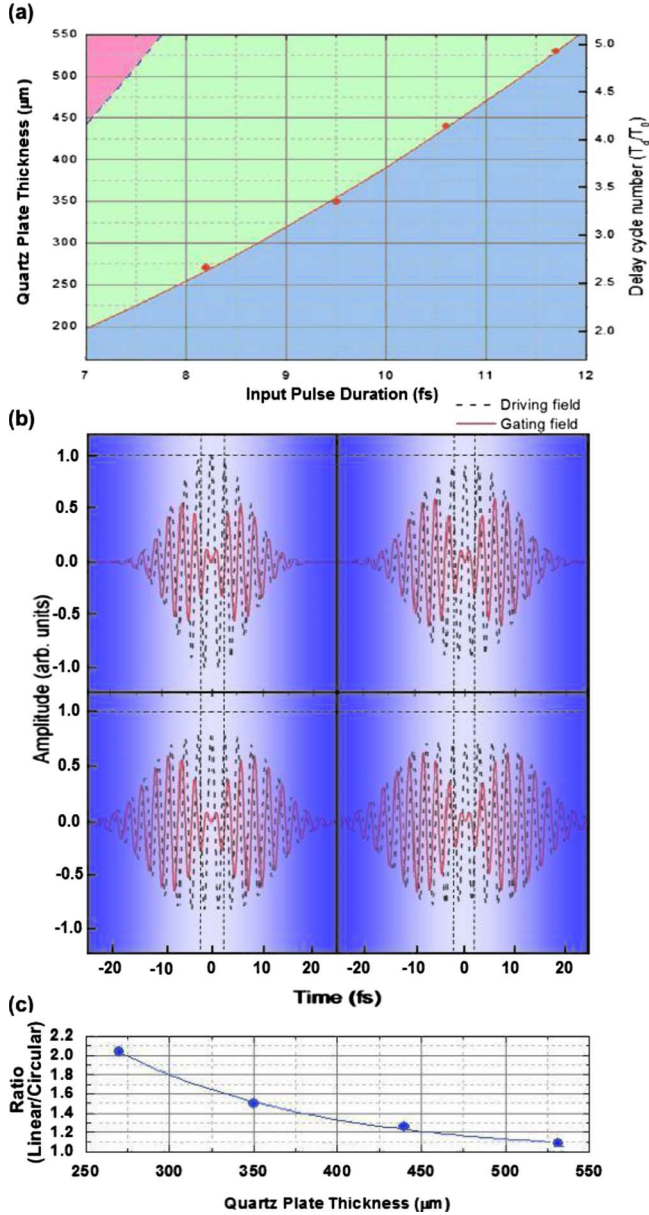 (a)
550
500
450
400
350
300
250
200
Quartz Plate Thickness (μm)
7
8
9
10
11
12
Input Pulse Duration (fs)
5.0
4.5
4.0
3.5
3.0
2.5
2.0
Delay cycle number (T_d/T_0)
(b)
Driving field
Gating field
1.0
0.5
0.0
-0.5
-1.0
1.0
0.5
0.0
-0.5
-1.0
Amplitude (arb. units)
-20 -10 0 10 20 -20 -10 0 10 20
Time (fs)
(c)
2.2
2.0
1.8
1.6
1.4
1.2
1.0
Ratio
(Linear/Circular)
250 300 350 400 450 500 550
Quartz Plate Thickness (μm)